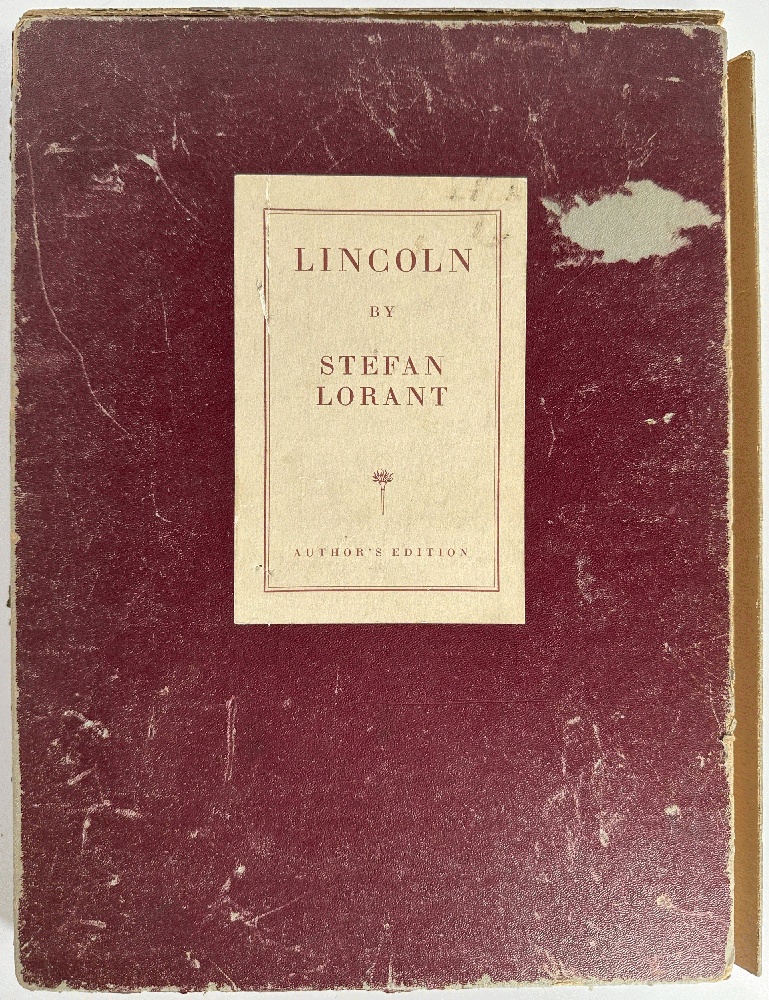 LINCOLN
BY
STEFAN
LORANT
AUTHOR'S EDITION